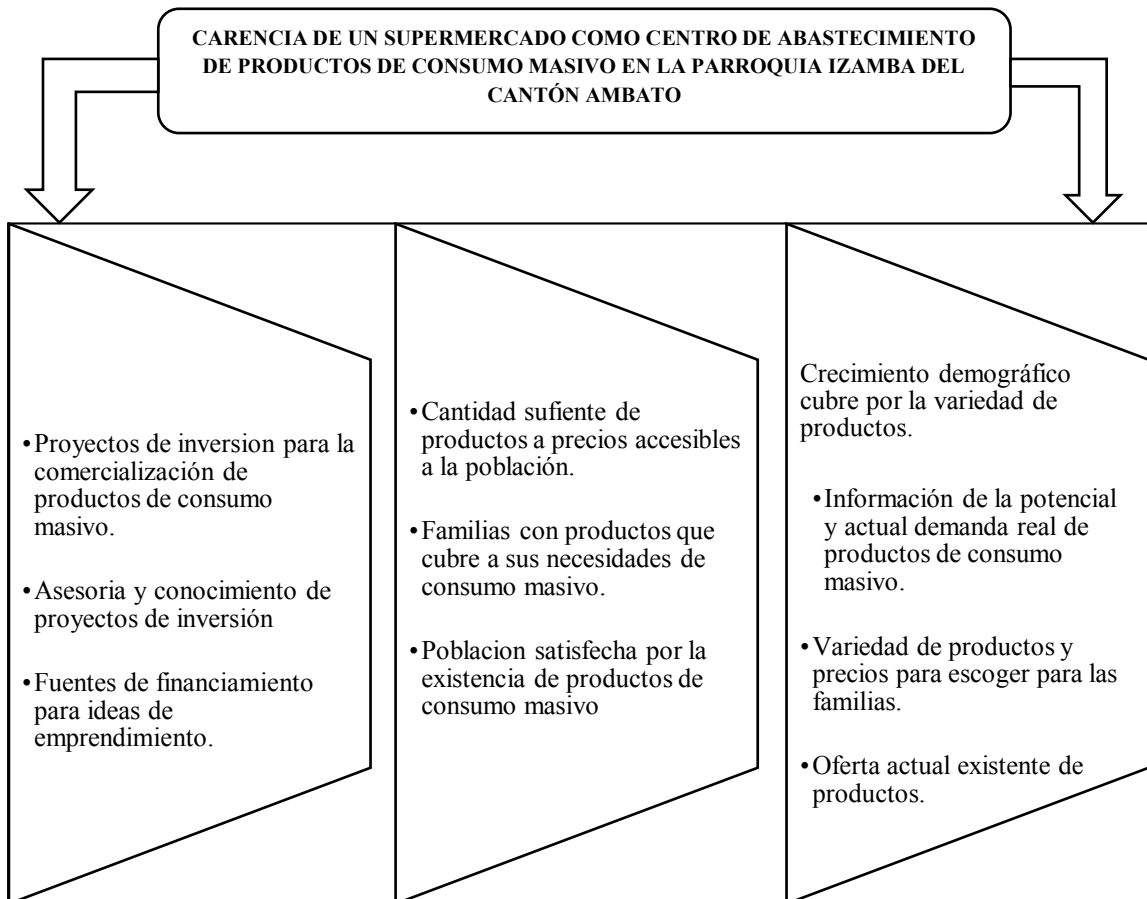 CARENCIA DE UN SUPERMERCADO COMO CENTRO DE ABASTECIMIENTO
DE PRODUCTOS DE CONSUMO MASIVO EN LA PARROQUIA IZAMBA DEL
CANTÓN AMBATO
•Proyectos de inversion para la
comercialización de
productos de consumo
masivo.
•Asesoria y conocimiento de
proyectos de inversión
•Fuentes de financiamiento
para ideas de
emprendimiento.
•Cantidad sufiente de
productos a precios accesibles
a la población.
•Familias con productos que
cubre a sus necesidades de
consumo masivo.
•Poblacion satisfecha por la
existencia de productos de
consumo masivo
Crecimiento demográfico
cubre por la variedad de
productos.
•Información de la potencial
y actual demanda real de
productos de consumo
masivo.
•Variedad de productos y
precios para escoger para las
familias.
•Oferta actual existente de
productos.